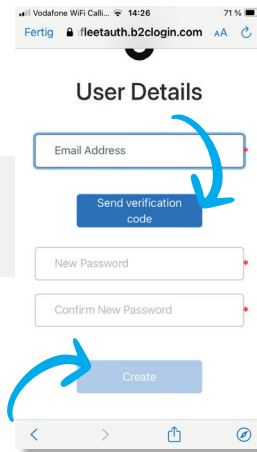 Vodafone WiFi Calli... 14:26 71 %
Fertig fleetauth.b2clogin.com AA
User Details
Email Address
*
Send verification
code
New Password
*
Confirm New Password
*
Create